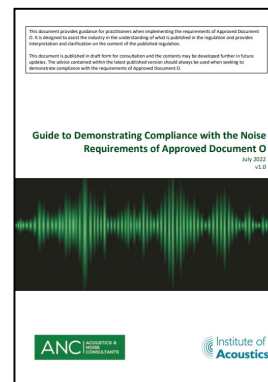 This document provides guidance for practitioners when implementing the requirements of Approved Document
O. It is designed to assist the industry in the understanding of what is published in the regulation and provides
interpretation and clarification on the content of the published regulation.
This document is published in draft form for consultation and the contents may be developed further in future
updates. The advice contained within the latest published version should always be used when seeking to
demonstrate compliance with the requirements of Approved Document O.
Guide to Demonstrating Compliance with the Noise
Requirements of Approved Document O
July 2022
v1.0
ANC
ACOUSTICS &
NOISE
CONSULTANTS
Institute of
Acoustics